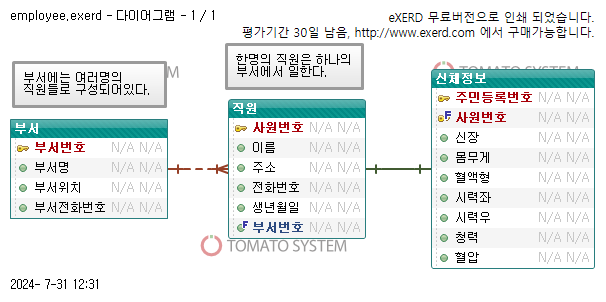 employee.exerd - 다이어그램 - 1 / 1
eXERD 무료버전으로 인쇄 되었습니다.
평가기간 30일 남음, http://www.exerd.com 에서 구매가능합니다.
부서에는 여러명의
직원들로 구성되어있다.
한명의 직원은 하나의
부서에서 일한다.
부서
부서번호 N/A N/A
부서명 N/A N/A
부서위치 N/A N/A
부서전화번호 N/A N/A
직원
사원번호 N/A N/A
이름 N/A N/A
주소 N/A N/A
전화번호 N/A N/A
생년월일 N/A N/A
F 부서번호 N/A N/A
TOMATO SYSTEM
신체정보
주민등록번호 N/A N/A
F 사원번호 N/A N/A
신장 N/A N/A
몸무게 N/A N/A
혈액형 N/A N/A
시력좌 N/A N/A
시력우 N/A N/A
청력 N/A N/A
혈압 N/A N/A
TOMATO SYSTEM
2024- 7-31 12:31